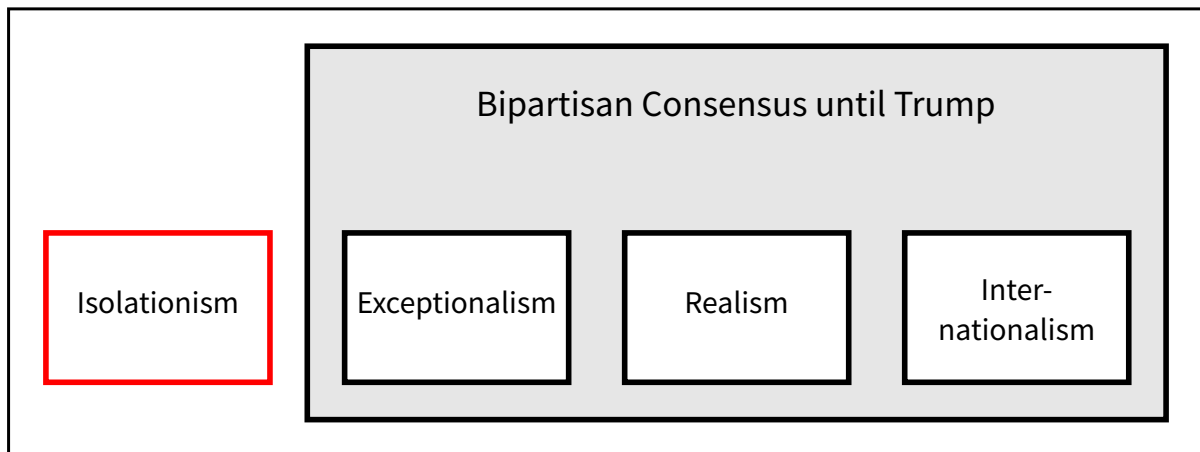 Bipartisan Consensus until Trump
Isolationism
Exceptionalism
Realism
Inter-
nationalism